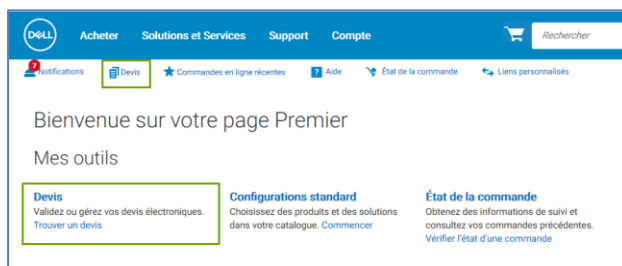 DELL Acheter Solutions et Services Support Compte Rechercher
7
Notifications Devis Commandes en ligne récentes ? Aide État de la commande Liens personnalisés
Bienvenue sur votre page Premier
Mes outils
Devis
Validez ou gérez vos devis électroniques.
Trouver un devis
Configurations standard
Choisissez des produits et des solutions
dans votre catalogue. Commencer
État de la commande
Obtenez des informations de suivi et
consultez vos commandes précédentes.
Vérifier l'état d'une commande